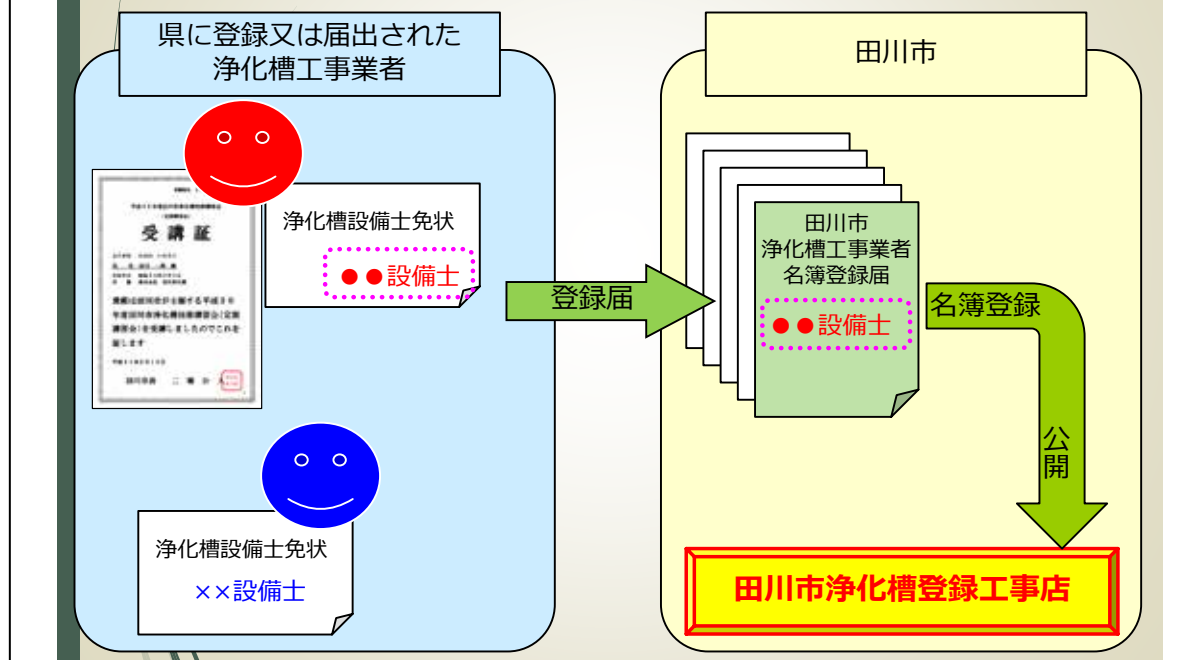 県に登録又は届出された
浄化槽工事業者
受講証
浄化槽設備士免状
●●設備士
浄化槽設備士免状
××設備士
登録届
田川市
田川市
浄化槽工事業者
名簿登録届
●●設備士
名簿登録
公開
田川市浄化槽登録工事店